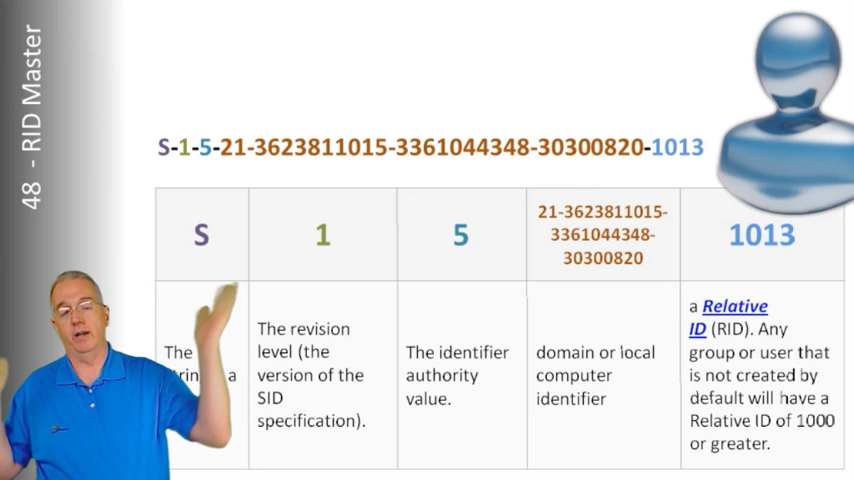 48 - RID Master
S-1-5-21-3623811015-3361044348-30300820-1013
S
1
5
21-3623811015-
3361044348-
30300820
1013
The
a
The revision
level (the
version of the
SID
specification).
The identifier
authority
value.
domain or local
computer
identifier
a Relative
ID (RID). Any
group or user that
is not created by
default will have a
Relative ID of 1000
or greater.